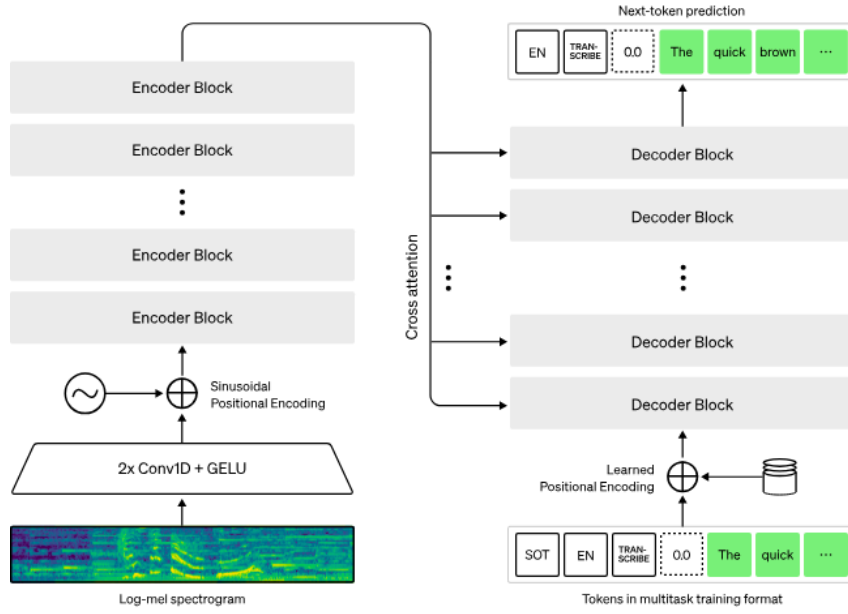 Encoder Block
Encoder Block
Encoder Block
Encoder Block
Sinusoidal
Positional Encoding
2x Conv1D + GELU
Log-mel spectrogram
Cross attention
Next-token prediction
EN
TRAN-
SCRIBE
0.0
The
quick
brown
...
Decoder Block
Decoder Block
Decoder Block
Decoder Block
Learned
Positional Encoding
SOT
EN
TRAN-
SCRIBE
0.0
The
quick
...
Tokens in multitask training format